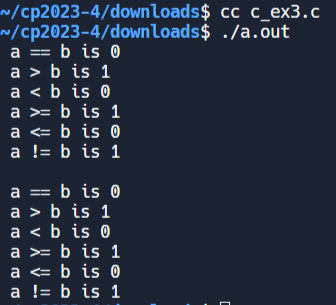 ~/cp2023-4/downloads$ cc c_ex3.c
~/cp2023-4/downloads$ ./a.out
a == b is 0
a > b is 1
a < b is 0
a >= b is 1
a <= b is 0
a != b is 1
a == b is 0
a > b is 1
a < b is 0
a >= b is 1
a <= b is 0
a != b is 1